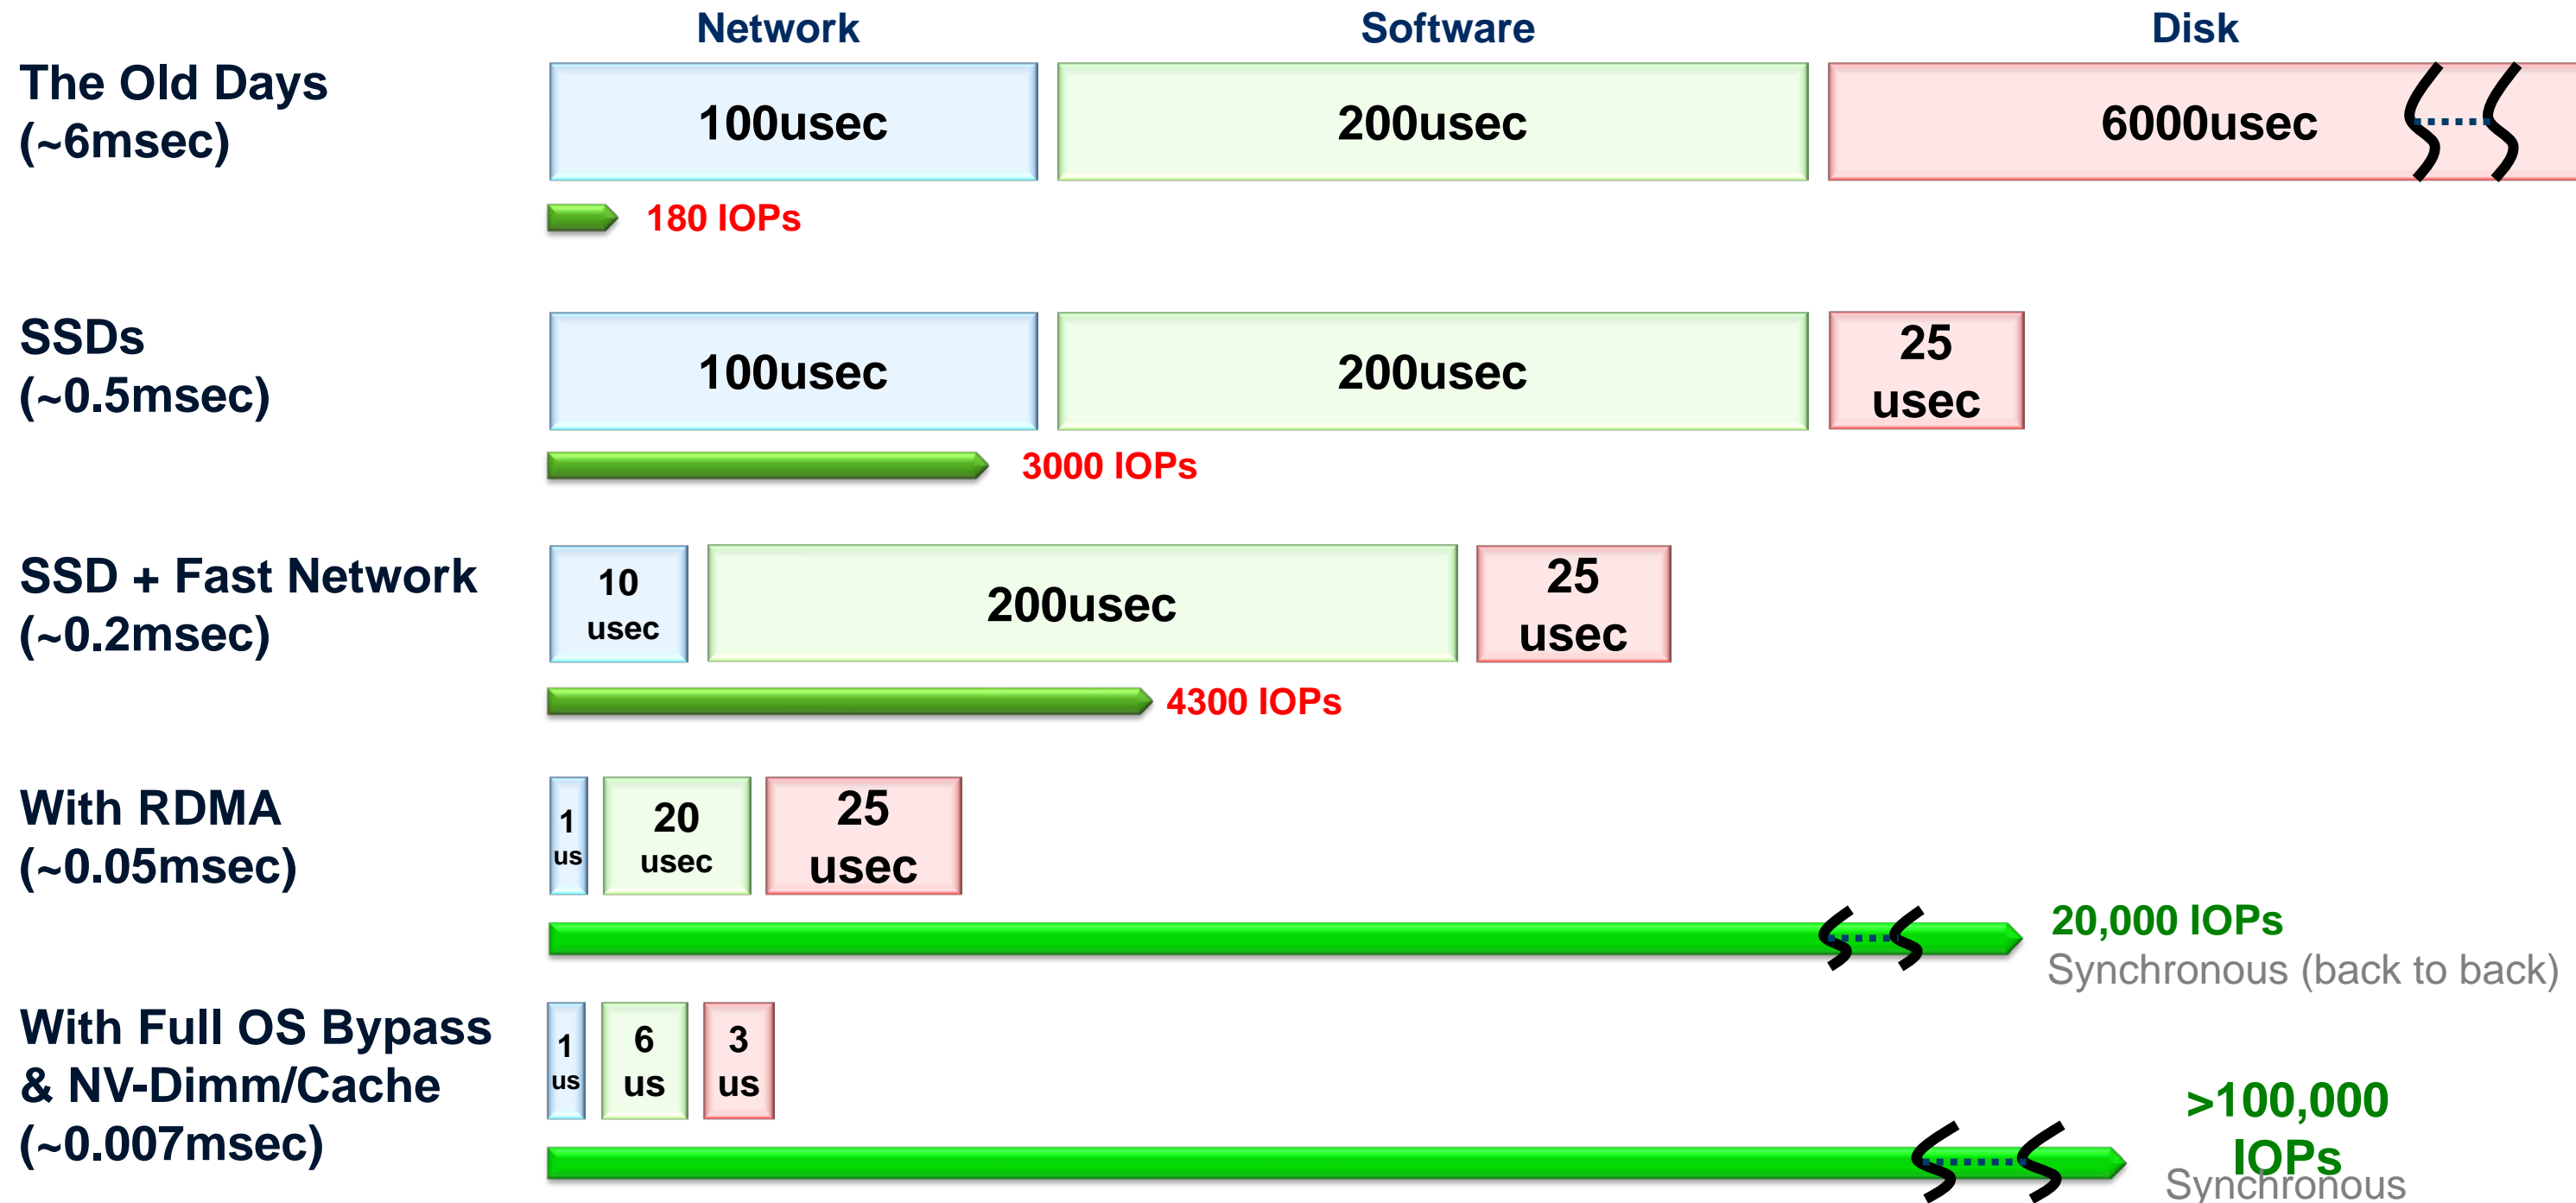 Network Software Disk
The Old Days
(~6msec)
100usec 200usec 6000usec
180 IOPs
SSDs
(~0.5msec)
100usec 200usec 25
usec
3000 IOPs
SSD + Fast Network
(~0.2msec)
10
usec
200usec
25
usec
4300 IOPs
With RDMA
(~0.05msec)
1
us
20
usec
25
usec
20,000 IOPs
Synchronous (back to back)
With Full OS Bypass
& NV-Dimm/Cache
(~0.007msec)
1
us
6
us
3
us
>100,000
IOPs
Synchronous